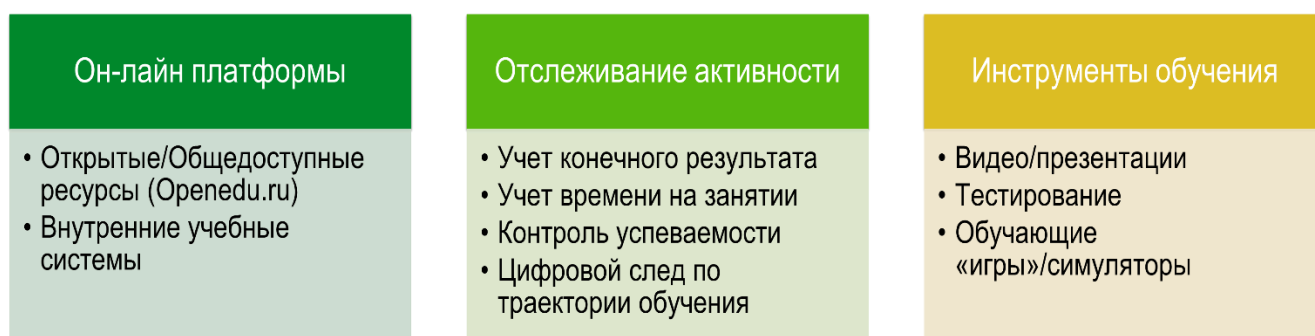 Он-лайн платформы
• Открытые/Общедоступные
ресурсы (Openedu.ru)
• Внутренние учебные
системы
Отслеживание активности
• Учет конечного результата
• Учет времени на занятии
• Контроль успеваемости
• Цифровой след по
траектории обучения
Инструменты обучения
• Видео/презентации
• Тестирование
• Обучающие
«игры»/симуляторы